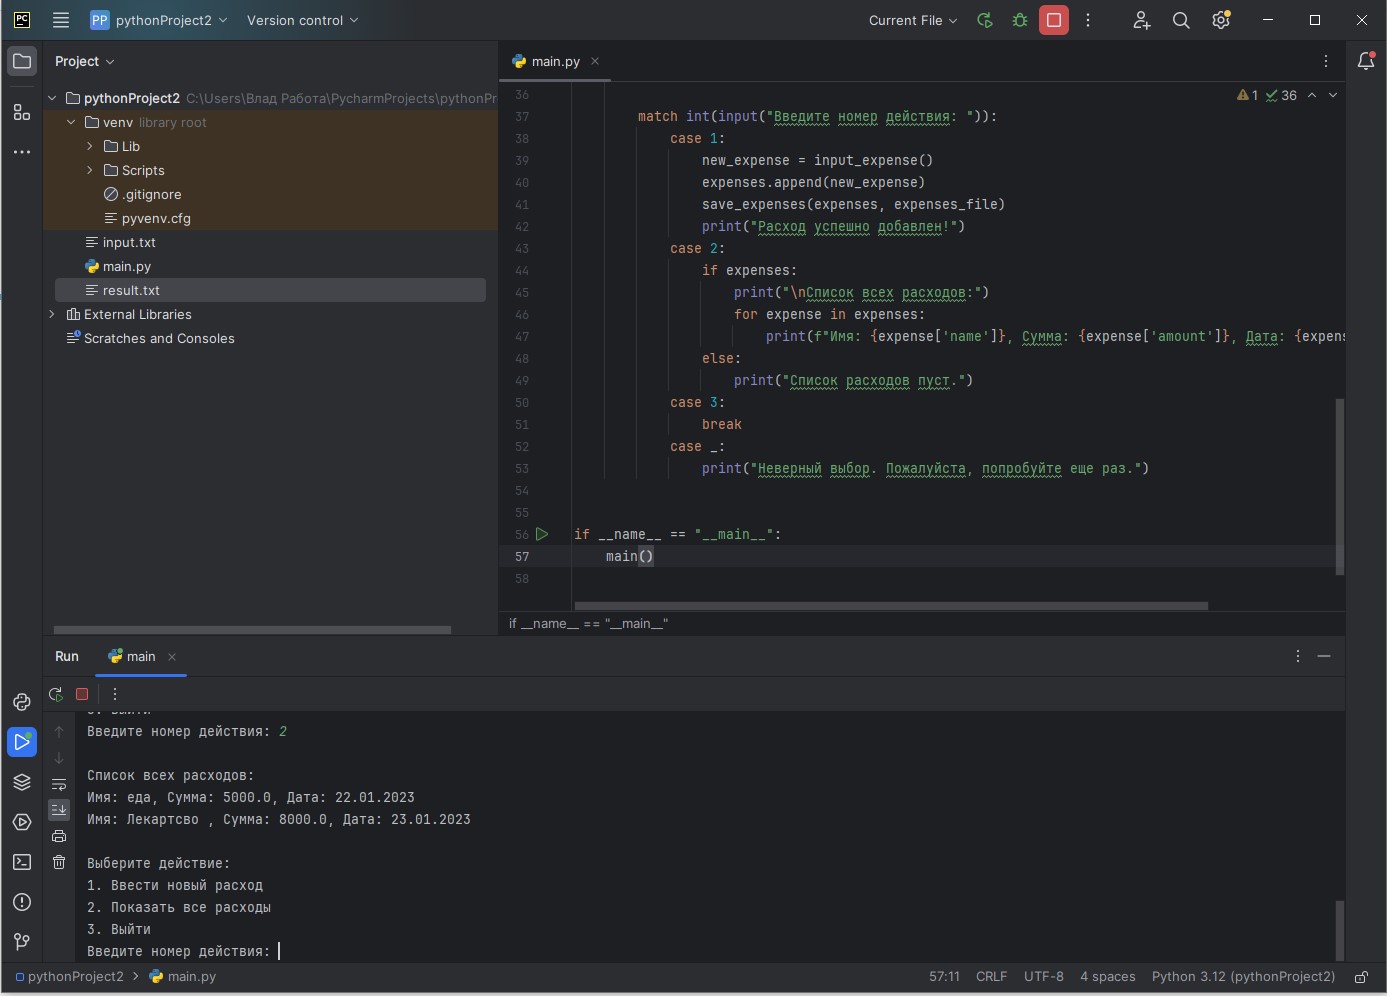 PC PP pythonProject2 Version control Current File
Project
main.py
pythonProject2 C:\Users\Влад Работа\PycharmProjects\pythonPr
venv library root
Lib
Scripts
.gitignore
pyvenv.cfg
input.txt
main.py
result.txt
External Libraries
Scratches and Consoles
1 36
36
37 match int(input("Введите номер действия: ")):
38 case 1:
39 new_expense = input_expense()
40 expenses.append(new_expense)
41 save_expenses(expenses, expenses_file)
42 print("Расход успешно добавлен!")
43 case 2:
44 if expenses:
45 print("\nСписок всех расходов:")
46 for expense in expenses:
47 print(f"Имя: {expense['name']}, Сумма: {expense['amount']}, Дата: {expens
48 else:
49 print("Список расходов пуст.")
50 case 3:
51 break
52 case _:
53 print("Неверный выбор. Пожалуйста, попробуйте еще раз.")
54
55
56 if __name__ == "__main__":
57 main()
58
if __name__ == "__main__"
Run main
3. Выйти
Введите номер действия: 2
Список всех расходов:
Имя: еда, Сумма: 5000.0, Дата: 22.01.2023
Имя: Лекартсво , Сумма: 8000.0, Дата: 23.01.2023
Выберите действие:
1. Ввести новый расход
2. Показать все расходы
3. Выйти
Введите номер действия:
pythonProject2 > main.py 57:11 CRLF UTF-8 4 spaces Python 3.12 (pythonProject2)